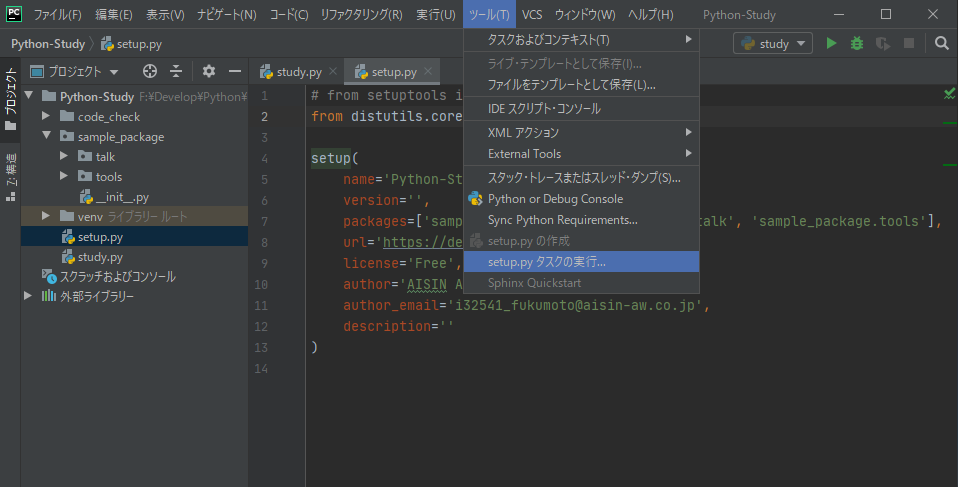 PC ファイル(F) 編集(E) 表示(V) ナビゲート(N) コード(C) リファクタリング(R) 実行(U) ツール(T) VCS ウィンドウ(W) ヘルプ(H) Python-Study
Python-Study setup.py study
プロジェクト
Z: 構造
プロジェクト
Python-Study F:¥Develop¥Python¥
code_check
sample_package
talk
tools
__init__.py
venv ライブラリー ルート
setup.py
study.py
スクラッチおよびコンソール
外部ライブラリー
study.py setup.py
1 # from setuptools i
2 from distutils.core
3
4 setup(
5 name='Python-St
6 version='',
7 packages=['samp talk', 'sample_package.tools'],
8 url='https://de
9 license='Free',
10 author='AISIN A
11 author_email='i32541_fukumoto@aisin-aw.co.jp',
12 description=''
13 )
14
タスクおよびコンテキスト(T)
ライブ・テンプレートとして保存(I)...
ファイルをテンプレートとして保存(L)...
IDE スクリプト・コンソール
XML アクション
External Tools
スタック・トレースまたはスレッド・ダンプ(S)...
Python or Debug Console
Sync Python Requirements...
setup.py の作成
setup.py タスクの実行...
Sphinx Quickstart